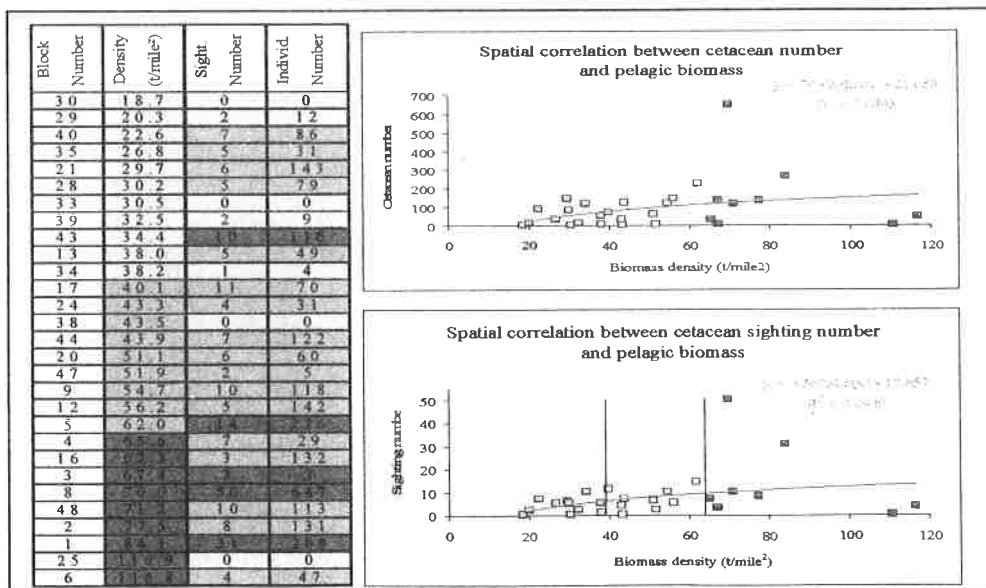 Block Number | Density (t/mile²) | Sight. Number | Individ. Number
30 | 18.7 | 0 | 0
29 | 20.3 | 2 | 12
40 | 22.6 | 7 | 86
35 | 26.8 | 5 | 31
21 | 29.7 | 6 | 143
28 | 30.2 | 5 | 79
33 | 30.5 | 0 | 0
39 | 32.5 | 2 | 9
43 | 34.4 | 10 | 116
13 | 38.0 | 5 | 49
34 | 38.2 | 1 | 4
17 | 40.1 | 11 | 70
24 | 43.3 | 4 | 31
38 | 43.5 | 0 | 0
44 | 43.9 | 7 | 122
20 | 51.1 | 6 | 60
47 | 51.9 | 2 | 5
9 | 54.7 | 10 | 118
12 | 56.2 | 5 | 142
5 | 62.0 | 14
4 | 7 | 29
16 | 3 | 132
3
8
48 | 10 | 113
2 | 8 | 131
1
25 | 0 | 0
6 | 4 | 47
Spatial correlation between cetacean number
and pelagic biomass
Cetacean number
700
600
500
400
300
200
100
0
0 20 40 60 80 100 120
Biomass density (t/mile2)
Spatial correlation between cetacean sighting number
and pelagic biomass
Sighting number
50
40
30
20
10
0
0 20 40 60 80 100 120
Biomass density (t/mile²)